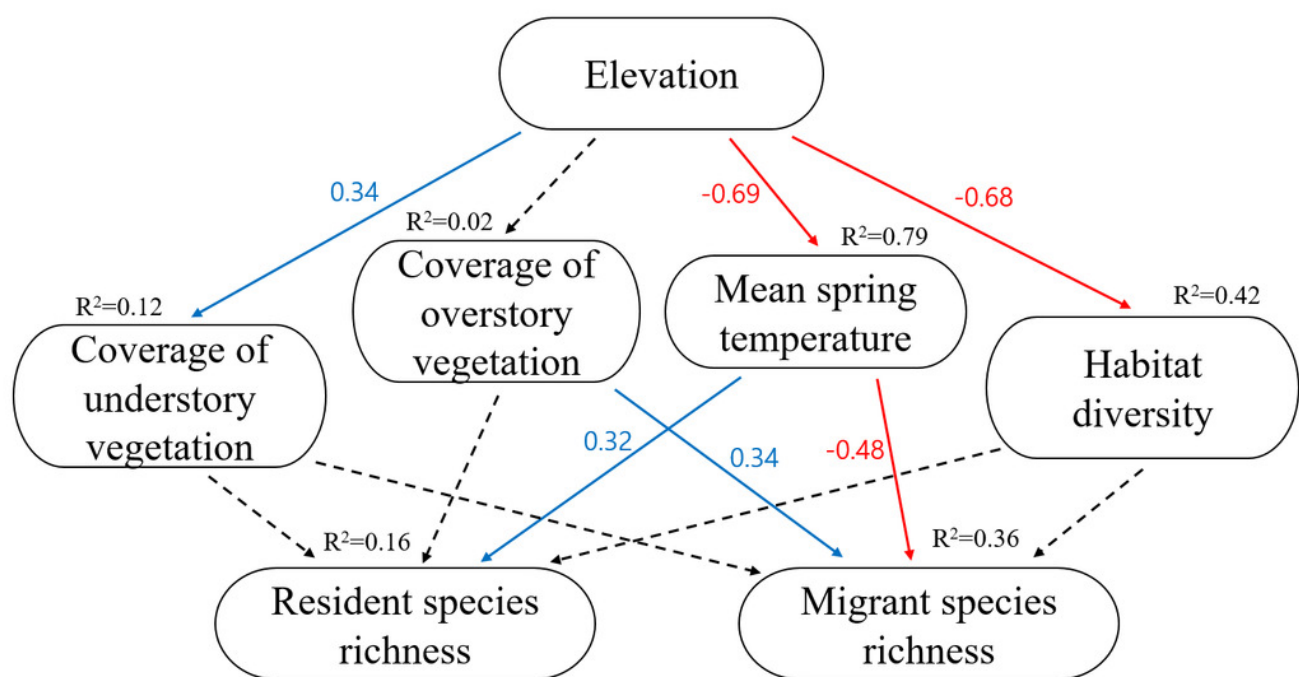 Elevation
0.34
-0.69
-0.68
R²=0.02
Coverage of
overstory
vegetation
R²=0.79
Mean spring
temperature
R²=0.12
Coverage of
understory
vegetation
R²=0.42
Habitat
diversity
0.32
0.34
-0.48
R²=0.16
Resident species
richness
R²=0.36
Migrant species
richness